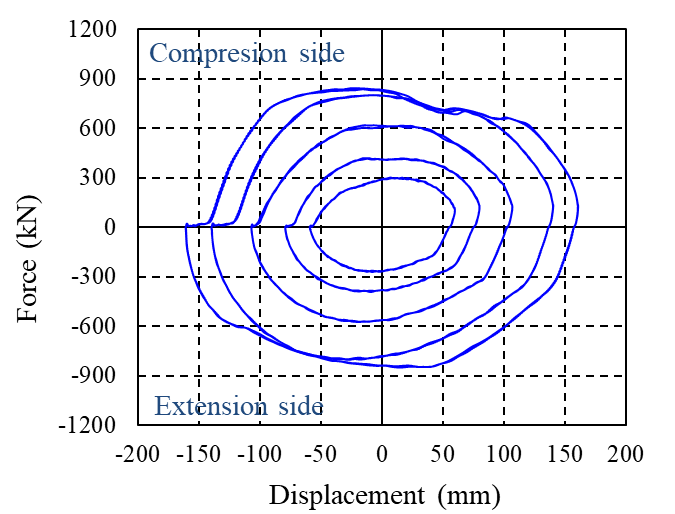 1200
Compresion side
900
600
300
0
-300
-600
-900
Extension side
-1200
-200 -150 -100 -50 0 50 100 150 200
Force (kN)
Displacement (mm)